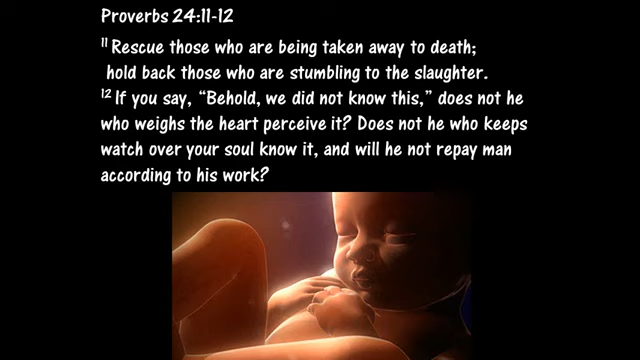 Proverbs 24:11-12
11 Rescue those who are being taken away to death;
hold back those who are stumbling to the slaughter.
12 If you say, “Behold, we did not know this,” does not he
who weighs the heart perceive it? Does not he who keeps
watch over your soul know it, and will he not repay man
according to his work?